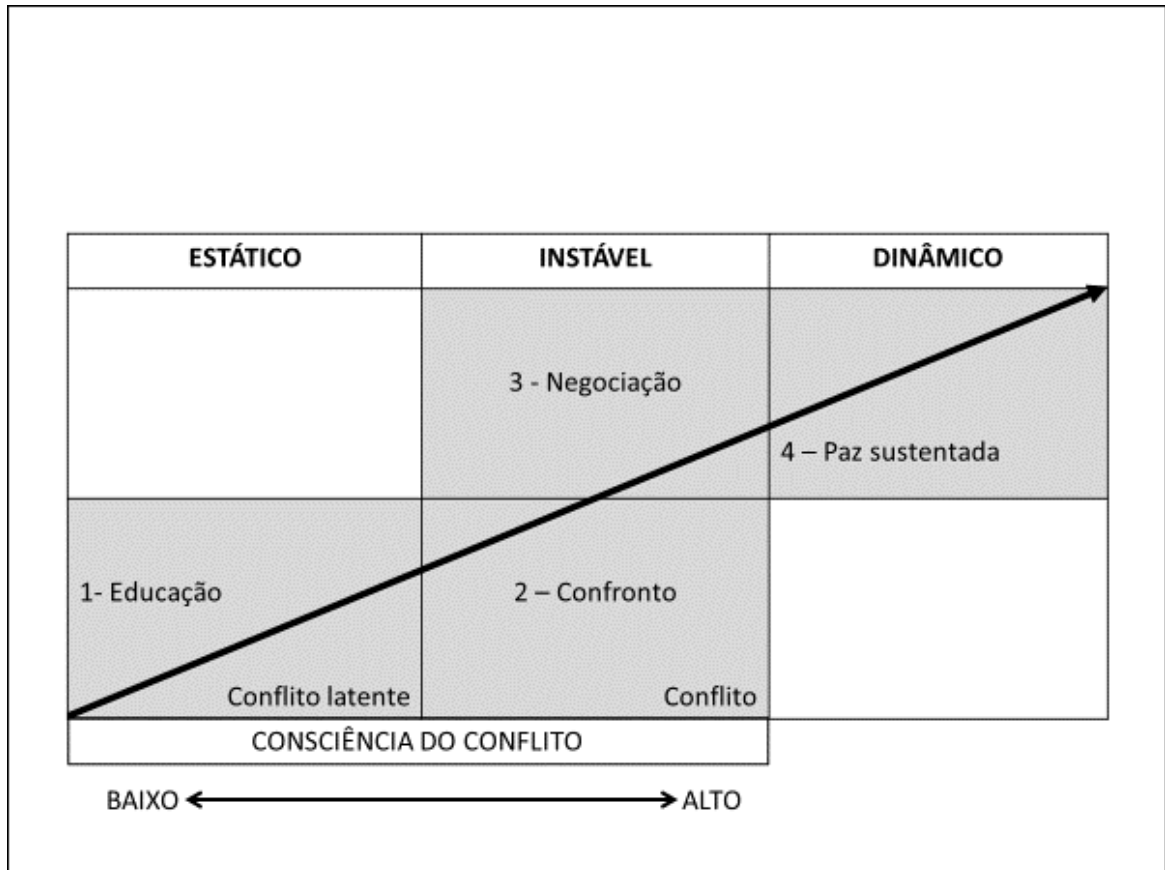 ESTÁTICO
INSTÁVEL
DINÂMICO
3 - Negociação
4 – Paz sustentada
1- Educação
2 – Confronto
Conflito latente
Conflito
CONSCIÊNCIA DO CONFLITO
BAIXO
ALTO